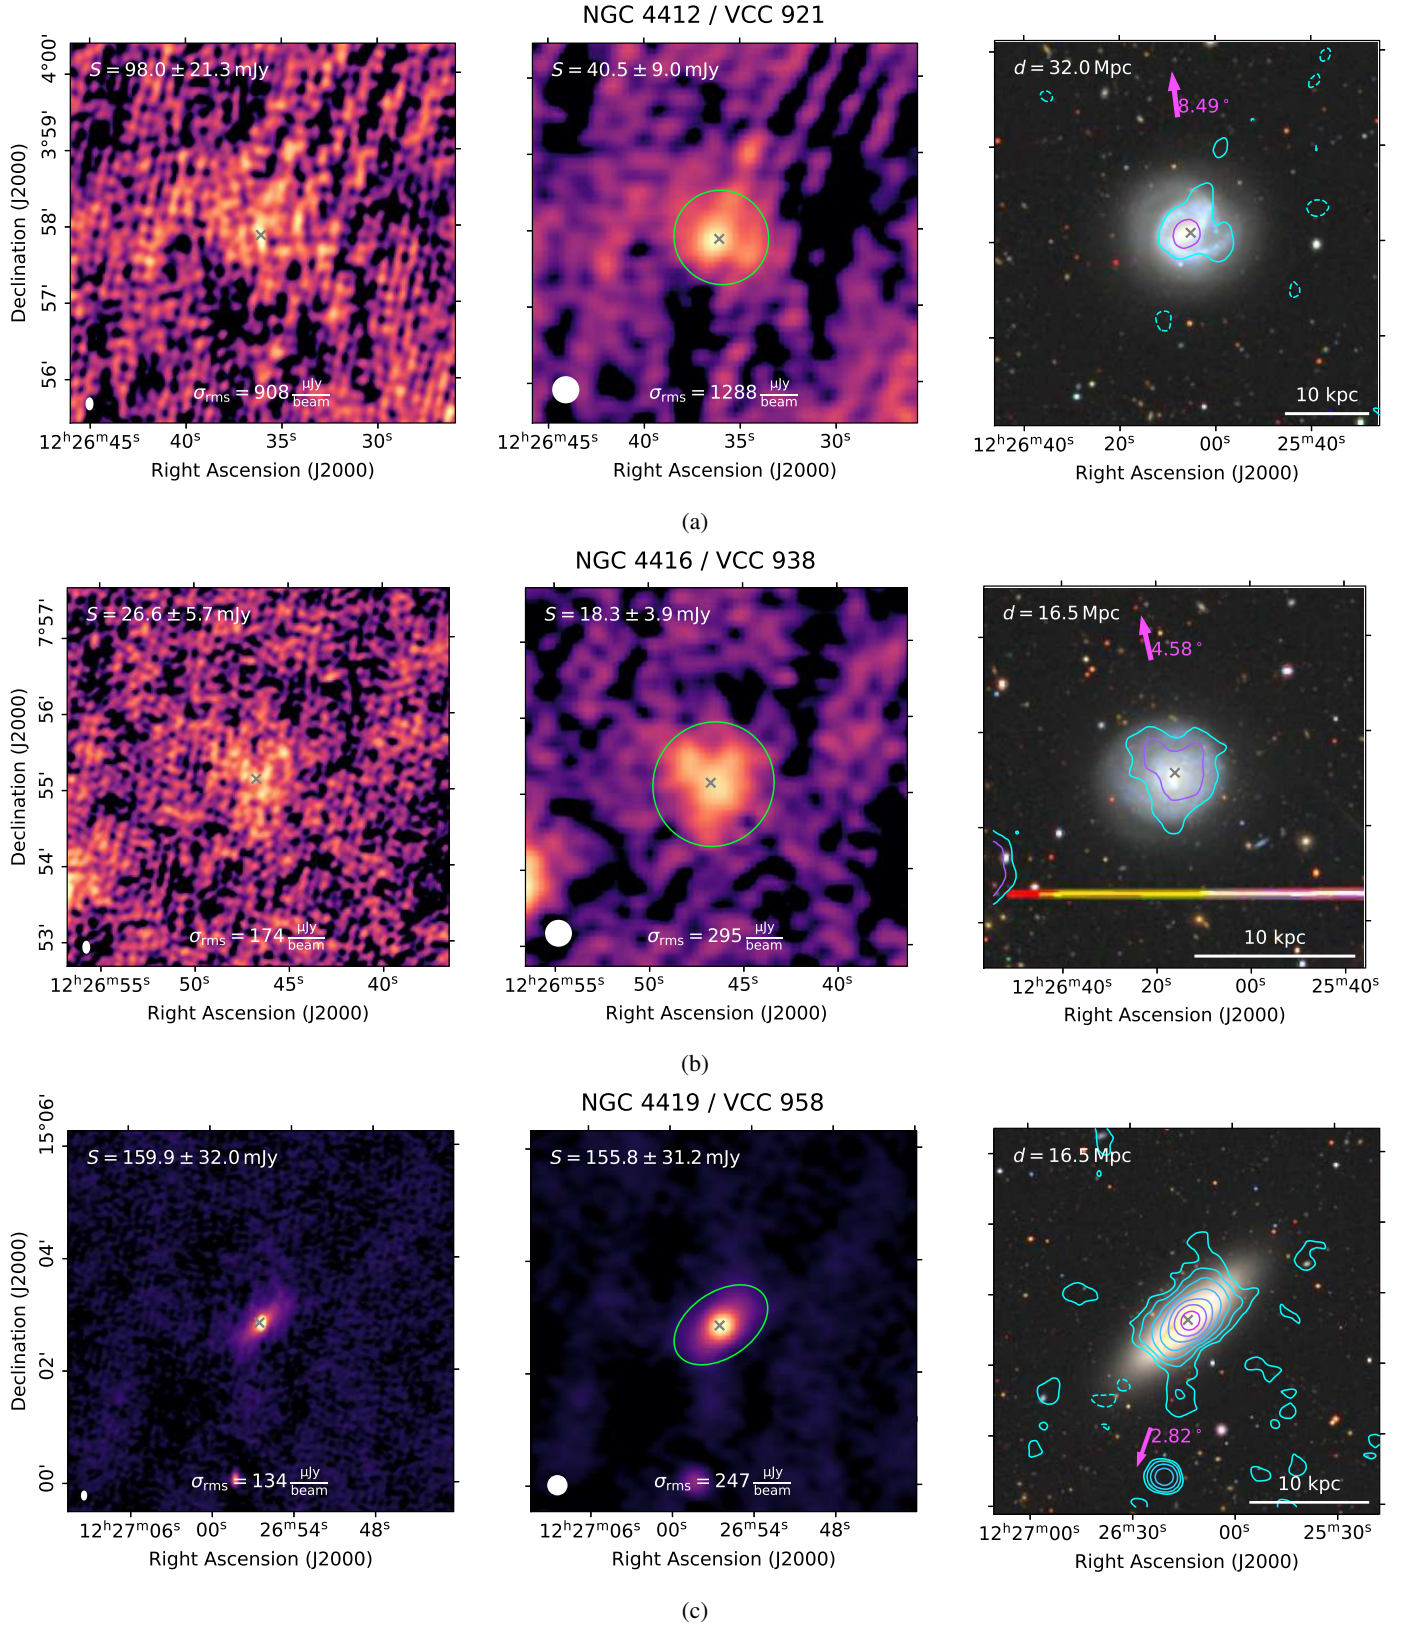 NGC 4412 / VCC 921
S = 98.0 ± 21.3 mJy
S = 40.5 ± 9.0 mJy
d = 32.0 Mpc
8.49°
4°00'
3°59'
58'
57'
56'
Declination (J2000)
σrms = 908 μJy/beam
σrms = 1288 μJy/beam
10 kpc
12h26m45s 40s 35s 30s
12h26m45s 40s 35s 30s
12h26m40s 20s 00s 25m40s
Right Ascension (J2000)
Right Ascension (J2000)
Right Ascension (J2000)
(a)
NGC 4416 / VCC 938
S = 26.6 ± 5.7 mJy
S = 18.3 ± 3.9 mJy
d = 16.5 Mpc
4.58°
7°57'
56'
55'
54'
53'
Declination (J2000)
σrms = 174 μJy/beam
σrms = 295 μJy/beam
10 kpc
12h26m55s 50s 45s 40s
12h26m55s 50s 45s 40s
12h26m40s 20s 00s 25m40s
Right Ascension (J2000)
Right Ascension (J2000)
Right Ascension (J2000)
(b)
NGC 4419 / VCC 958
S = 159.9 ± 32.0 mJy
S = 155.8 ± 31.2 mJy
d = 16.5 Mpc
2.82°
15°06'
04'
02'
00'
Declination (J2000)
σrms = 134 μJy/beam
σrms = 247 μJy/beam
10 kpc
12h27m06s 00s 26m54s 48s
12h27m06s 00s 26m54s 48s
12h27m00s 26m30s 00s 25m30s
Right Ascension (J2000)
Right Ascension (J2000)
Right Ascension (J2000)
(c)